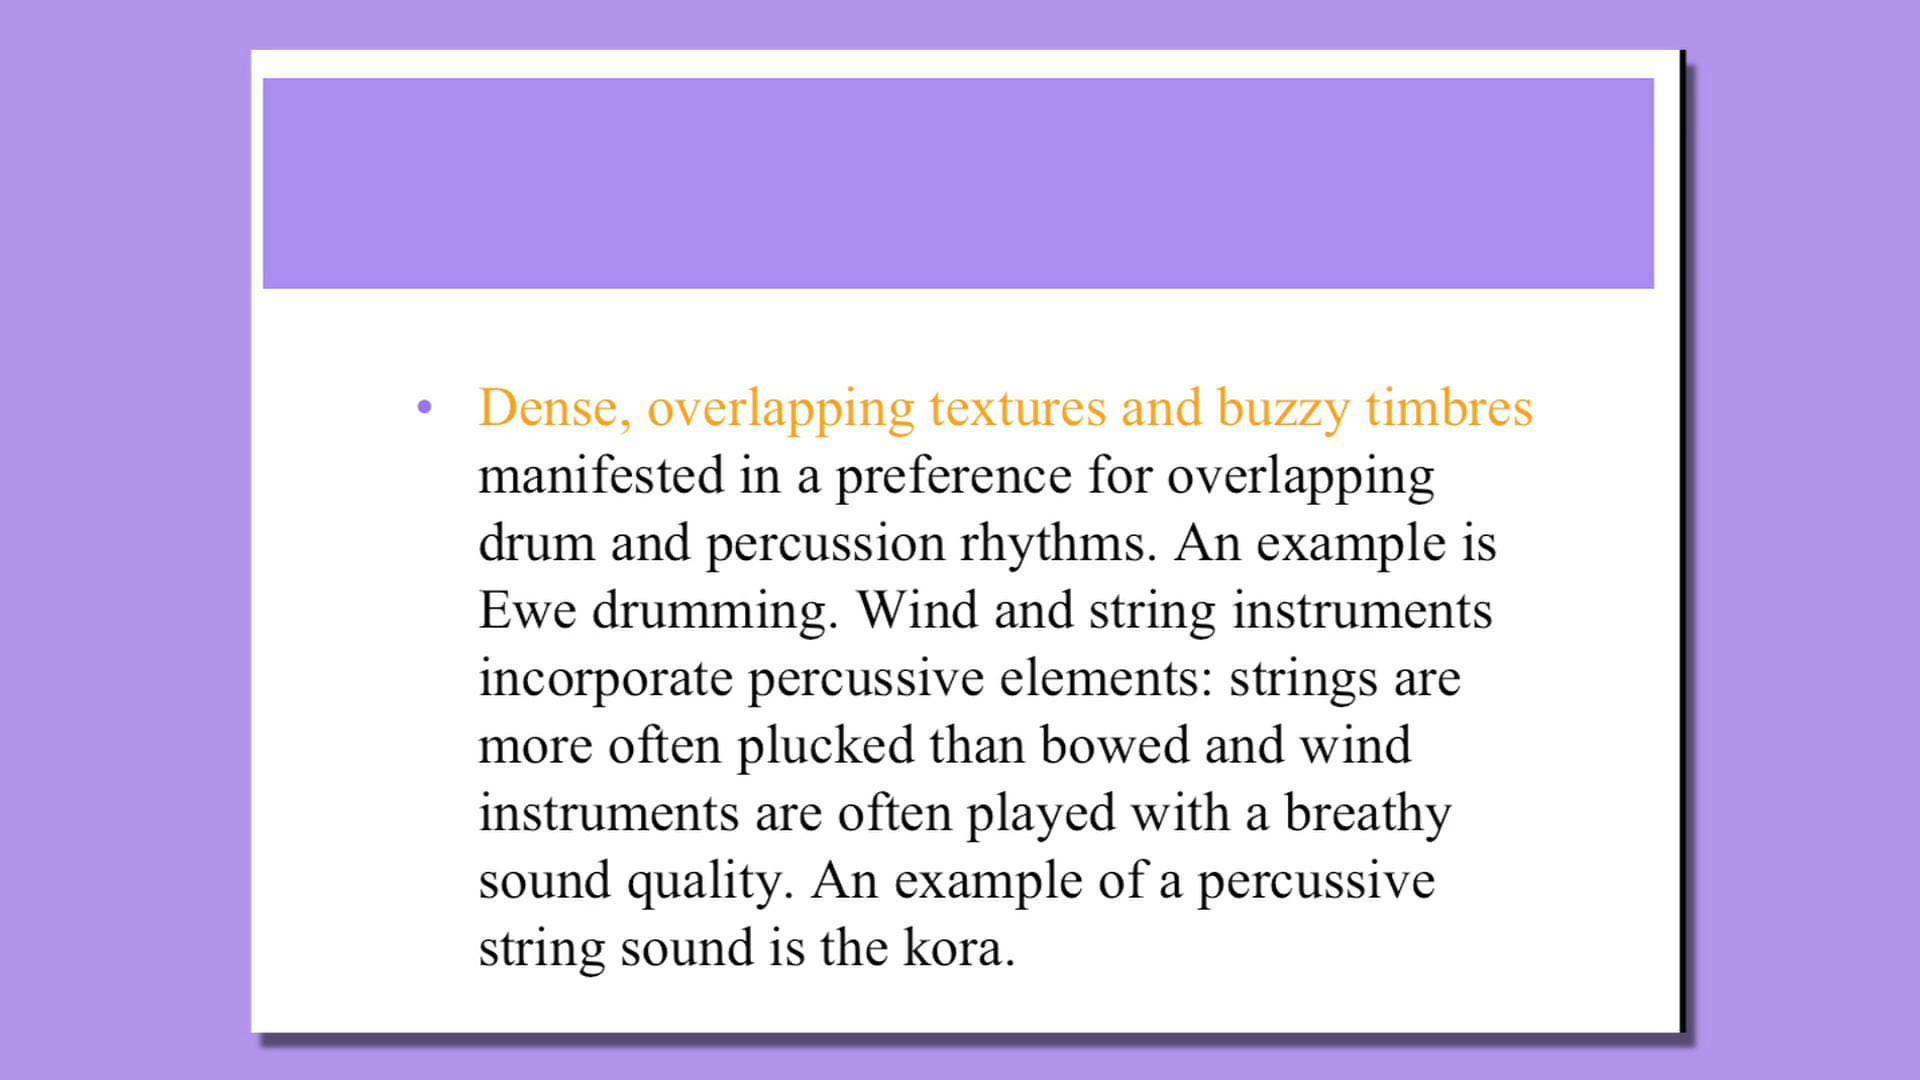 • Dense, overlapping textures and buzzy timbres
manifested in a preference for overlapping
drum and percussion rhythms. An example is
Ewe drumming. Wind and string instruments
incorporate percussive elements: strings are
more often plucked than bowed and wind
instruments are often played with a breathy
sound quality. An example of a percussive
string sound is the kora.